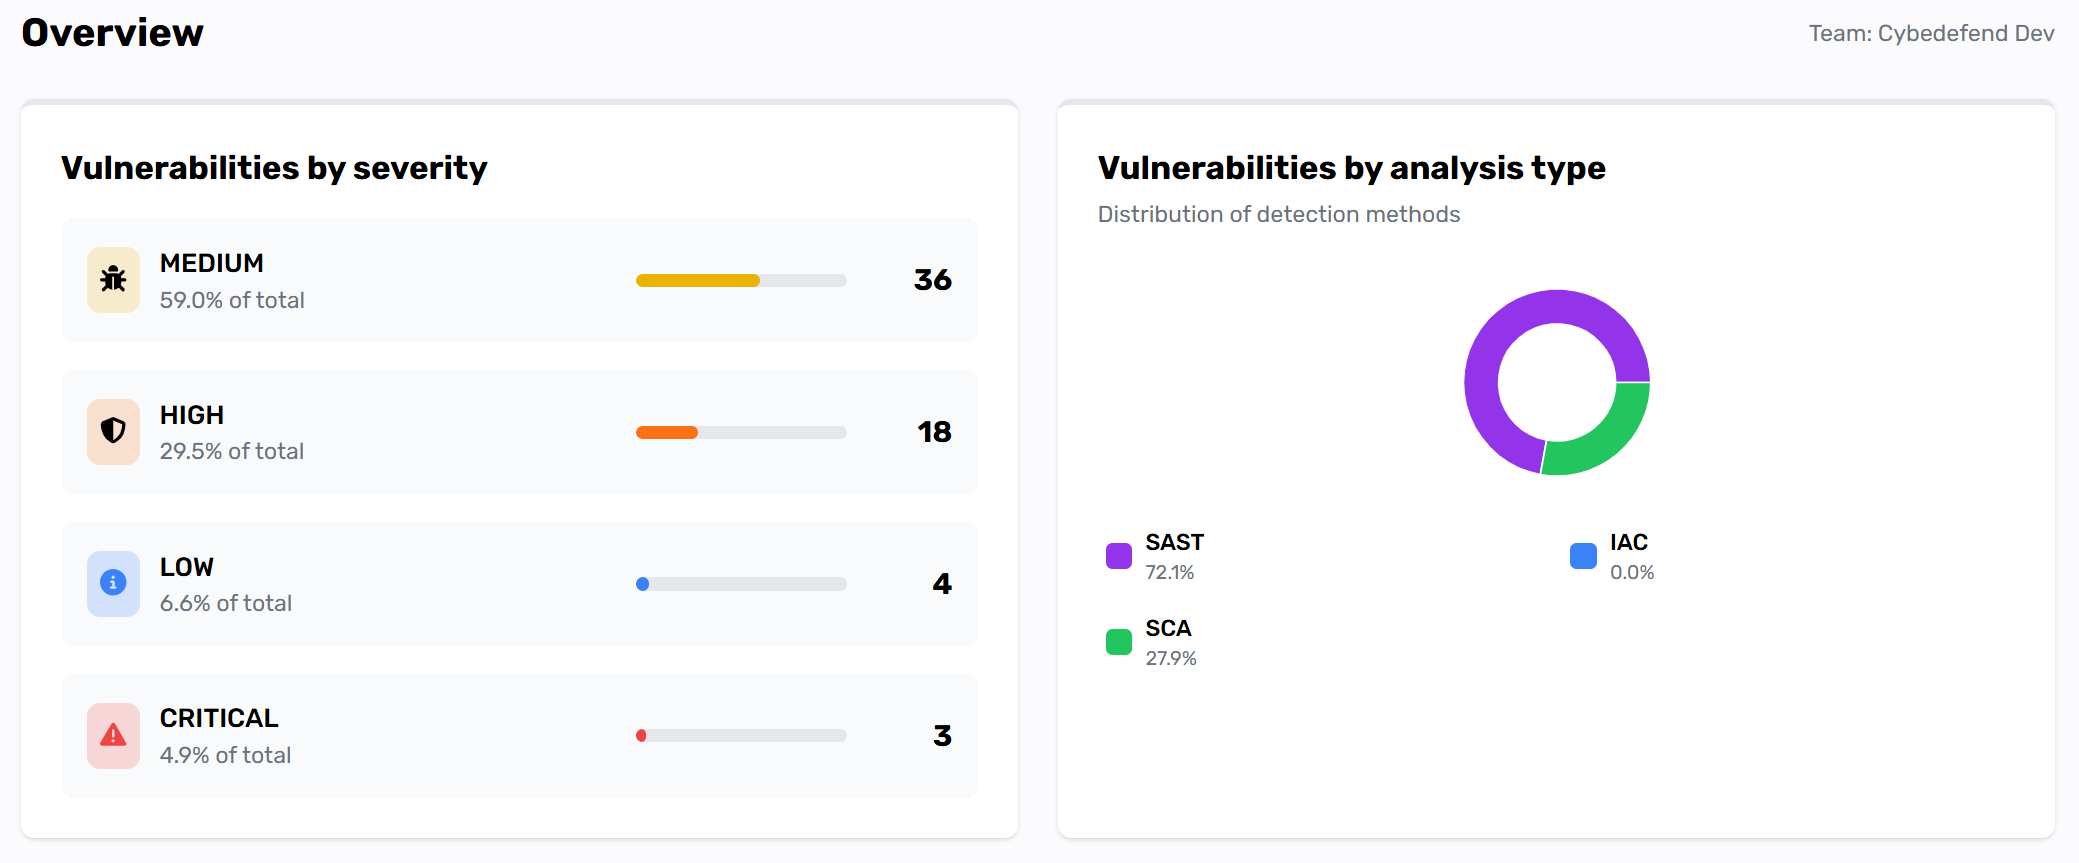 Overview
Team: Cybedefend Dev
Vulnerabilities by severity
MEDIUM
59.0% of total
36
HIGH
29.5% of total
18
LOW
6.6% of total
4
CRITICAL
4.9% of total
3
Vulnerabilities by analysis type
Distribution of detection methods
SAST
72.1%
IAC
0.0%
SCA
27.9%